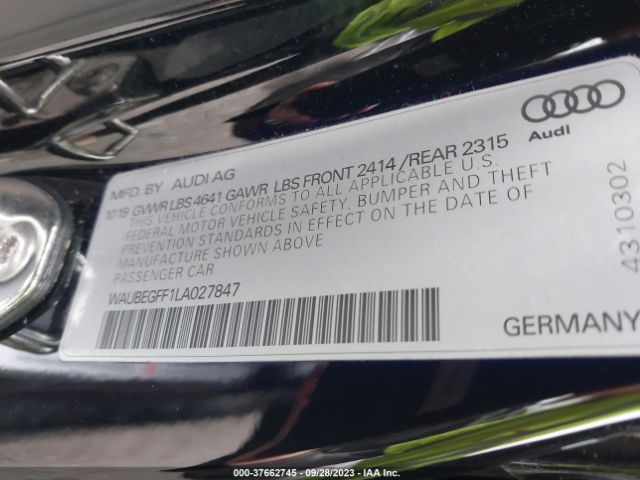 Audi
MFD. BY AUDI AG
10 19 GVWR LBS 4641 GAWR LBS FRONT 2414 / REAR 2315
THIS VEHICLE CONFORMS TO ALL APPLICABLE U.S.
FEDERAL MOTOR VEHICLE SAFETY, BUMPER AND THEFT
PREVENTION STANDARDS IN EFFECT ON THE DATE OF
MANUFACTURE SHOWN ABOVE
PASSENGER CAR
WAUBEGFF1LA027847
4310302
GERMANY
000-37662745 - 09/28/2023 - IAA Inc.